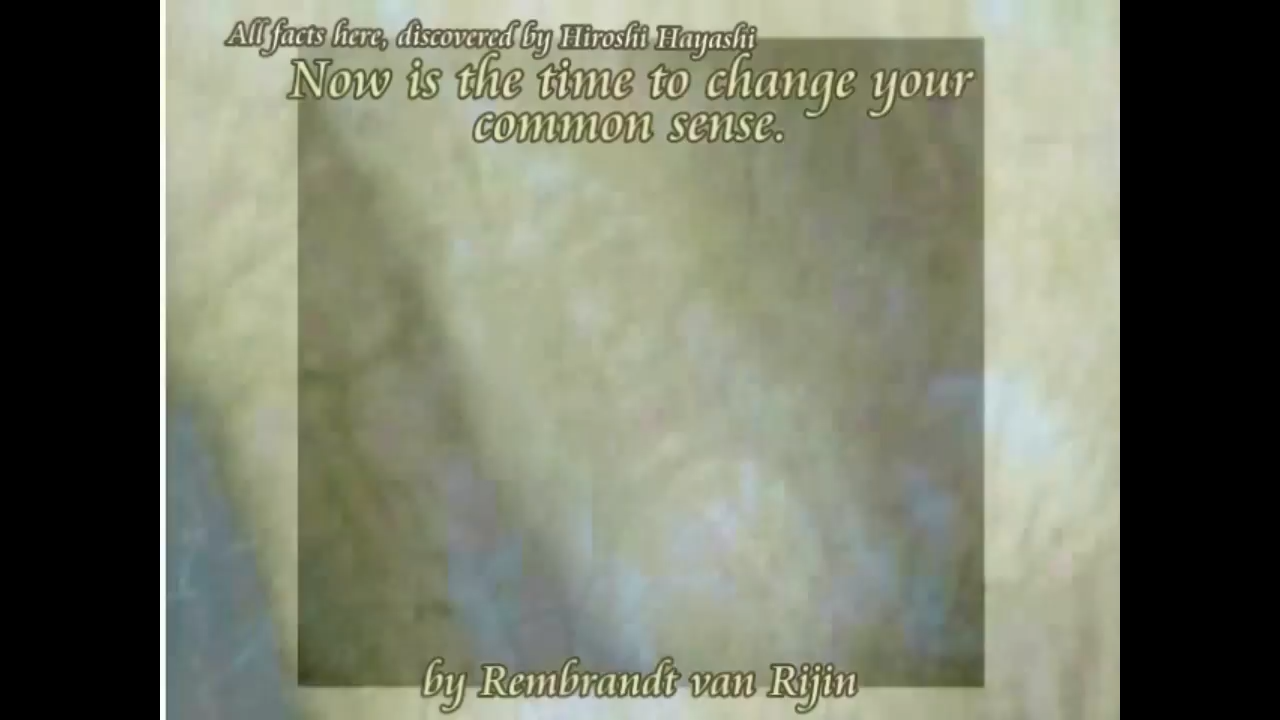 All facts here, discovered by Hiroshi Hayashi
Now is the time to change your
common sense.
by Rembrandt van Rijin